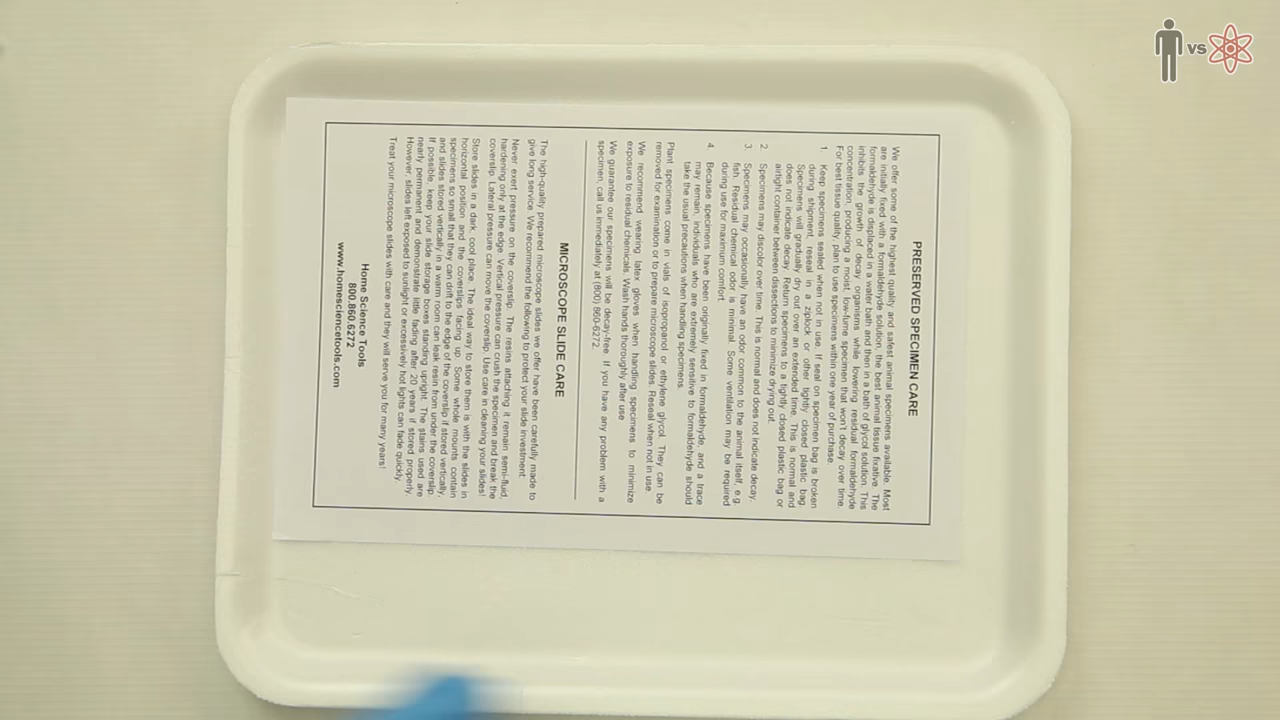 PRESERVED SPECIMEN CARE
We offer some of the highest quality and safest animal specimens available. Most
are initially fixed with a formaldehyde solution, the best animal tissue fixative. The
formaldehyde is displaced in a water bath and then in a bath of glycol solution. This
inhibits the growth of decay organisms while lowering residual formaldehyde
concentration, producing a moist, low-fume specimen that won't decay over time.
For best tissue quality, plan to use specimens within one year of purchase.
1. Keep specimens sealed when not in use. If seal on specimen bag is broken
during shipment, reseal in a ziplock or other tightly closed plastic bag.
Specimens will gradually dry out over an extended time. This is normal and
does not indicate decay. Return specimens to a tightly closed plastic bag or
airtight container between dissections to minimize drying out.
2. Specimens may discolor over time. This is normal and does not indicate decay.
3. Specimens may occasionally have an odor common to the animal itself, e.g.
fish. Residual chemical odor is minimal. Some ventilation may be required
during use for maximum comfort.
4. Because specimens have been originally fixed in formaldehyde, and a trace
may remain, individuals who are extremely sensitive to formaldehyde should
take the usual precautions when handling specimens.
Plant specimens come in vials of isopropanol or ethylene glycol. They can be
removed for examination or to prepare microscope slides. Reseal when not in use.
We recommend wearing latex gloves when handling specimens to minimize
exposure to residual chemicals. Wash hands thoroughly after use.
We guarantee our specimens will be decay-free. If you have any problem with a
specimen, call us immediately at (800) 860-6272.
MICROSCOPE SLIDE CARE
The high-quality prepared microscope slides we offer have been carefully made to
give long service. We recommend the following to protect your slide investment:
Never exert pressure on the coverslip. The resins attaching it remain semi-fluid,
hardening only at the edge. Vertical pressure can crush the specimen and break the
coverslip. Lateral pressure can move the coverslip. Use care in cleaning your slides!
Store slides in a dark, cool place. The ideal way to store them is with the slides in
horizontal position and the coverslips facing up. Some whole mounts contain
specimens so small that they can drift to the edge of the coverslip if stored vertically,
and slides stored vertically in a warm room can leak resin from under the coverslip.
If possible, keep your slide storage boxes standing upright. The stains used are
nearly permanent and demonstrate little fading after 20 years if stored properly.
However, slides left exposed to sunlight or excessively hot lights can fade quickly.
Treat your microscope slides with care and they will serve you for many years!
Home Science Tools
800.860.6272
www.homesciencetools.com
vs